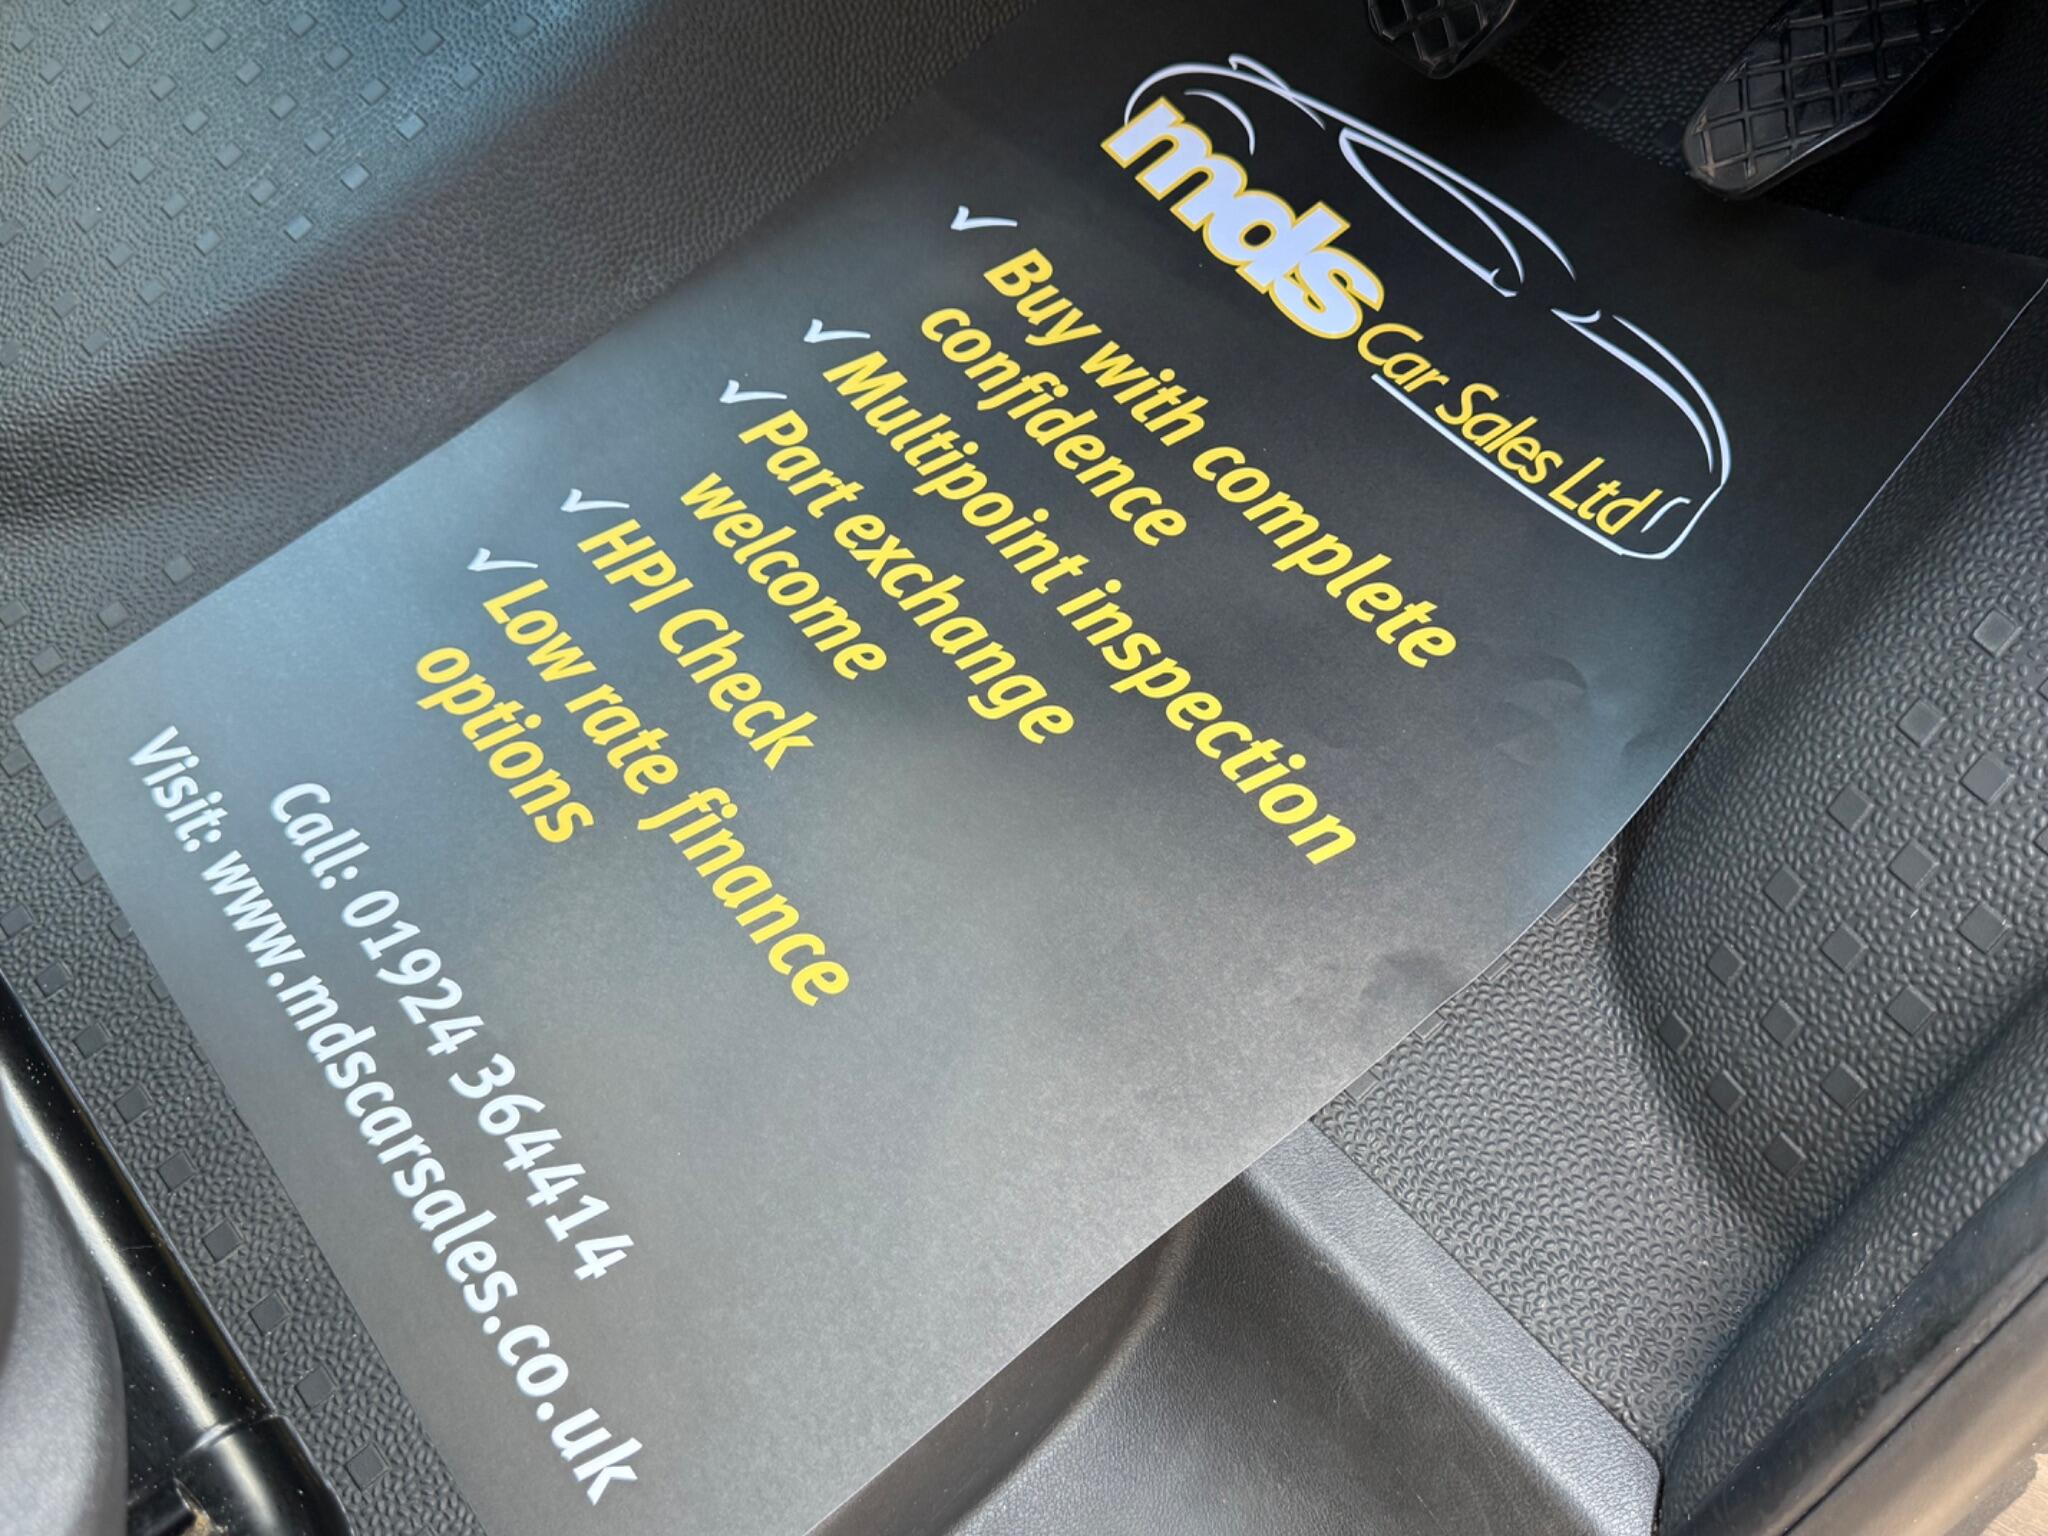 mds Car Sales Ltd
✓ Buy with complete
confidence
✓ Multipoint inspection
✓ Part exchange
welcome
✓ HPI Check
✓ Low rate finance
options
Call: 01924 364414
Visit: www.mdscarsales.co.uk